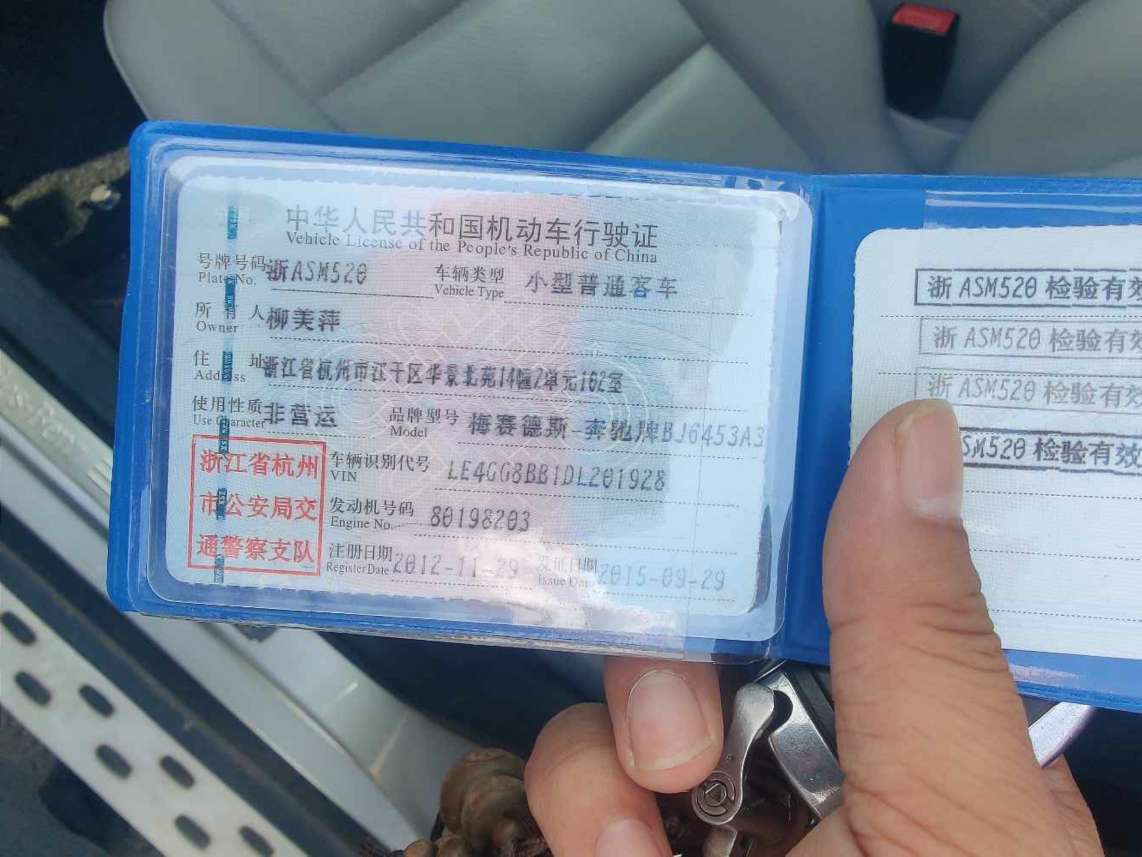 中华人民共和国机动车行驶证
Vehicle License of the People's Republic of China
号牌号码 浙ASM520 车辆类型 小型普通客车
Plate No. Vehicle Type
所有人 柳美萍
Owner
住址 浙江省杭州市江干区华景北苑14幢2单元102室
Address
使用性质 非营运 品牌型号 梅赛德斯-奔驰牌BJ6453A3
Use Character Model
浙江省杭州
市公安局交
通警察支队
车辆识别代号 LE4GG8BB1DL201928
VIN
发动机号码 80198203
Engine No.
注册日期 2012-11-29 发证日期 2015-09-29
Register Date Issue Date
浙ASM520 检验有效
浙ASM520 检验有效
浙ASM520 检验有效
SM520 检验有效